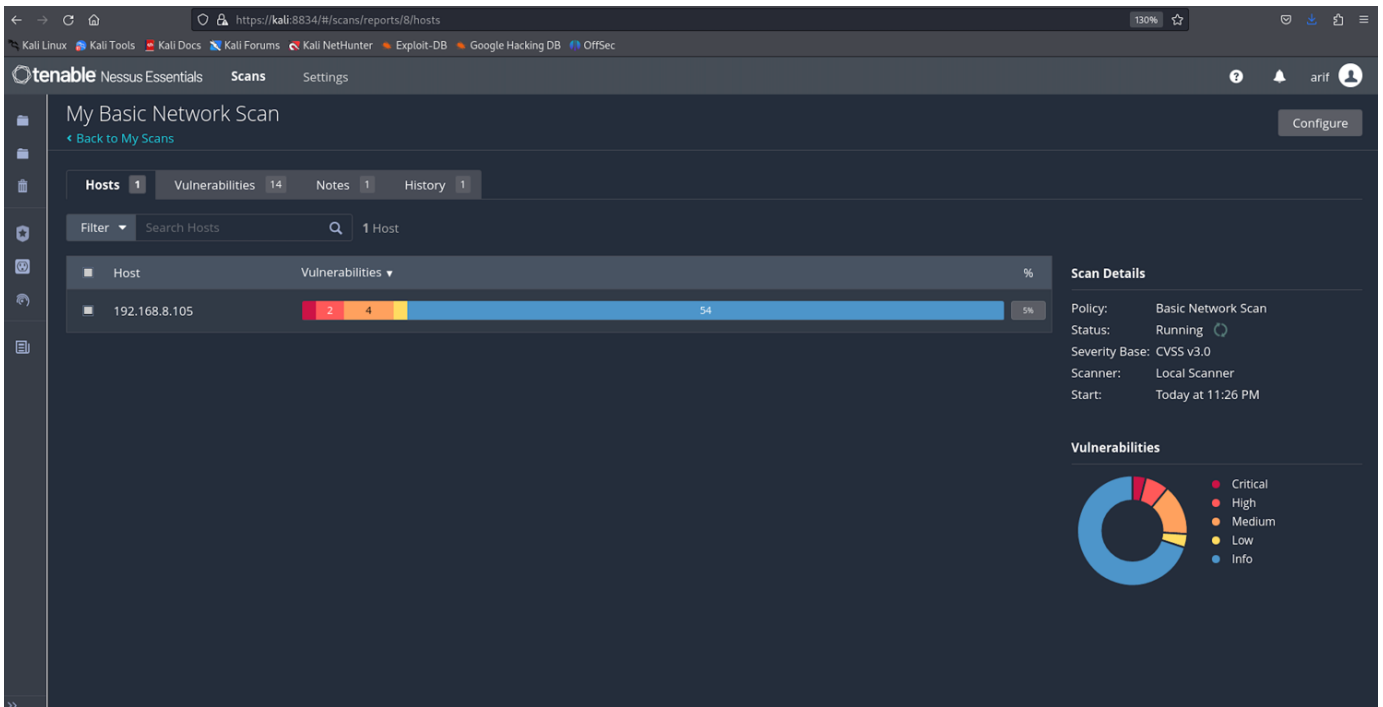 https://kali:8834/#/scans/reports/8/hosts 130%
Kali Linux Kali Tools Kali Docs Kali Forums Kali NetHunter Exploit-DB Google Hacking DB OffSec
tenable Nessus Essentials Scans Settings arif
My Basic Network Scan
Back to My Scans
Configure
Hosts 1 Vulnerabilities 14 Notes 1 History 1
Filter Search Hosts 1 Host
Host Vulnerabilities %
192.168.8.105 2 4 54 5%
Scan Details
Policy: Basic Network Scan
Status: Running
Severity Base: CVSS v3.0
Scanner: Local Scanner
Start: Today at 11:26 PM
Vulnerabilities
Critical
High
Medium
Low
Info